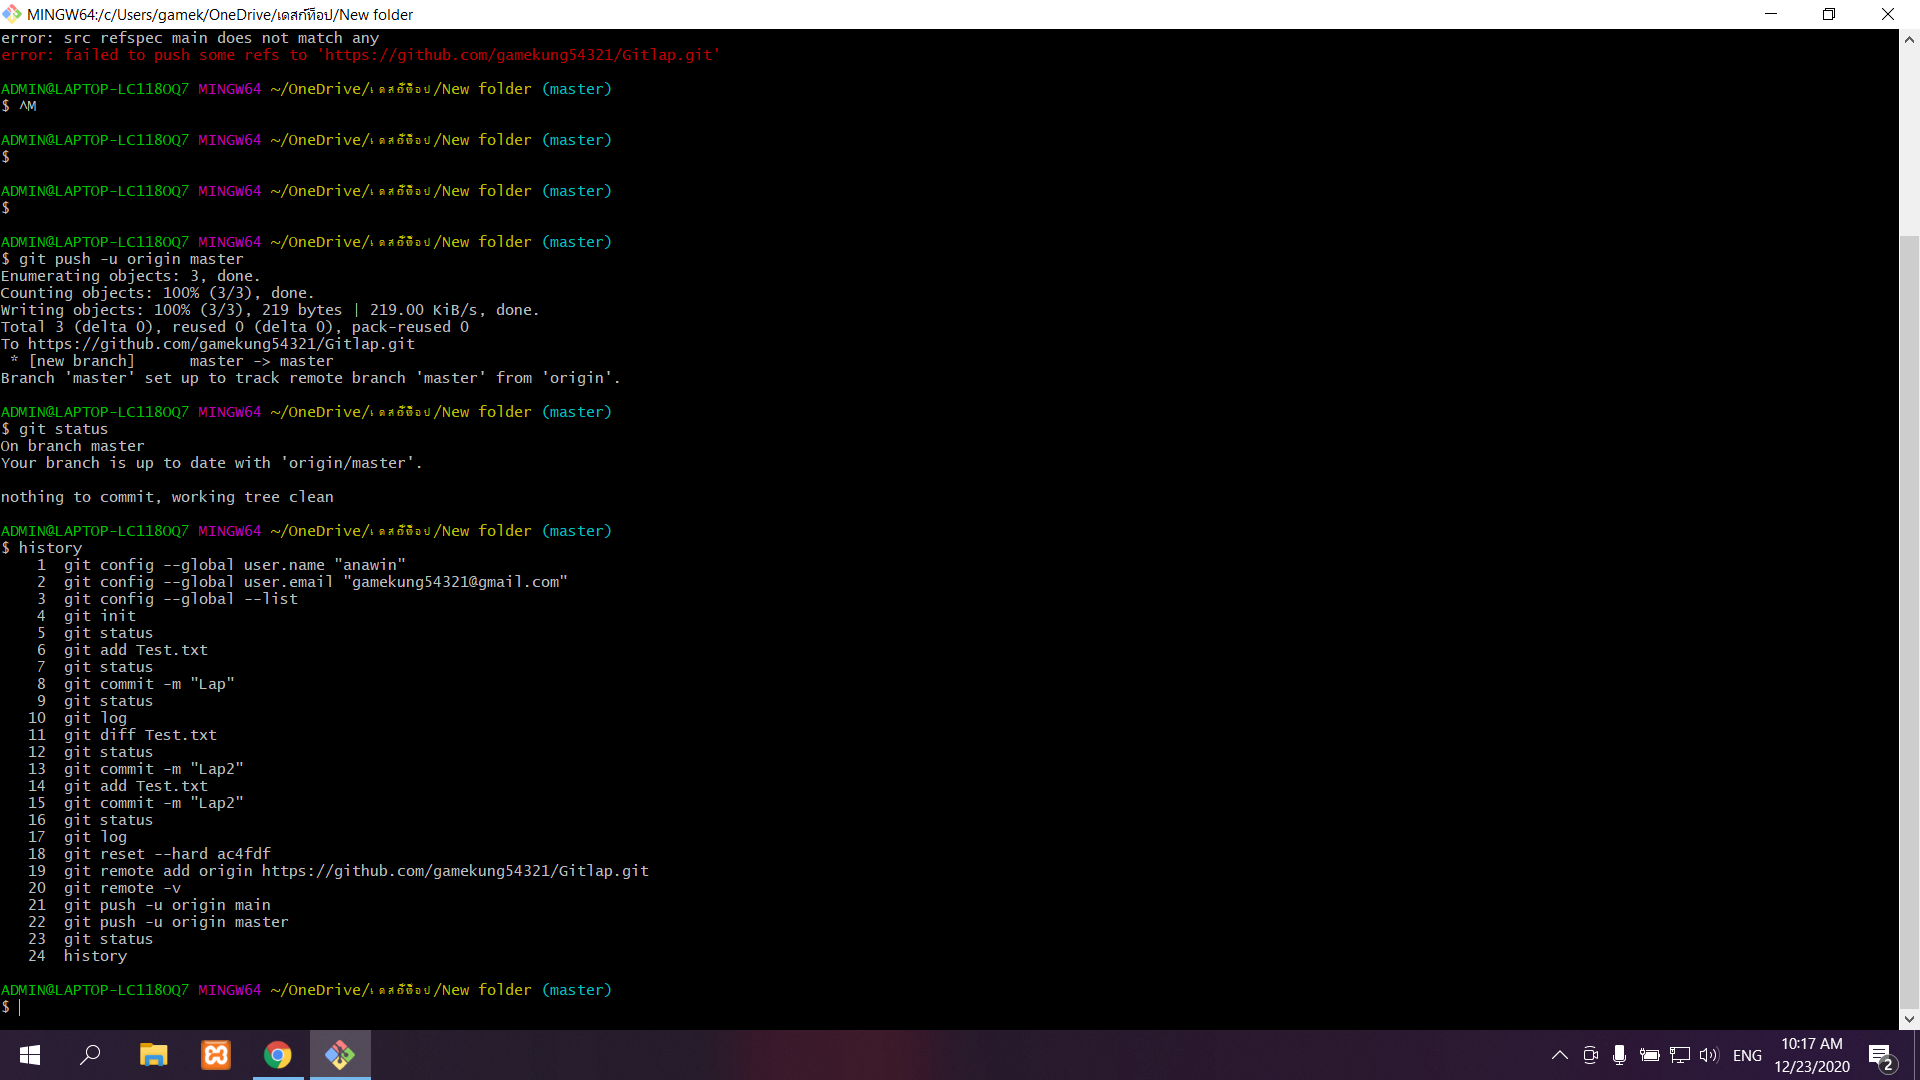 MINGW64:/c/Users/gamek/OneDrive/เดสก์ท็อป/New folder
error: src refspec main does not match any
error: failed to push some refs to 'https://github.com/gamekung54321/Gitlap.git'
ADMIN@LAPTOP-LC118OQ7 MINGW64 ~/OneDrive/เดสก์ท็อป/New folder (master)
$ ^M
ADMIN@LAPTOP-LC118OQ7 MINGW64 ~/OneDrive/เดสก์ท็อป/New folder (master)
$
ADMIN@LAPTOP-LC118OQ7 MINGW64 ~/OneDrive/เดสก์ท็อป/New folder (master)
$
ADMIN@LAPTOP-LC118OQ7 MINGW64 ~/OneDrive/เดสก์ท็อป/New folder (master)
$ git push -u origin master
Enumerating objects: 3, done.
Counting objects: 100% (3/3), done.
Writing objects: 100% (3/3), 219 bytes | 219.00 KiB/s, done.
Total 3 (delta 0), reused 0 (delta 0), pack-reused 0
To https://github.com/gamekung54321/Gitlap.git
 * [new branch]      master -> master
Branch 'master' set up to track remote branch 'master' from 'origin'.
ADMIN@LAPTOP-LC118OQ7 MINGW64 ~/OneDrive/เดสก์ท็อป/New folder (master)
$ git status
On branch master
Your branch is up to date with 'origin/master'.
nothing to commit, working tree clean
ADMIN@LAPTOP-LC118OQ7 MINGW64 ~/OneDrive/เดสก์ท็อป/New folder (master)
$ history
1  git config --global user.name "anawin"
2  git config --global user.email "gamekung54321@gmail.com"
3  git config --global --list
4  git init
5  git status
6  git add Test.txt
7  git status
8  git commit -m "Lap"
9  git status
10  git log
11  git diff Test.txt
12  git status
13  git commit -m "Lap2"
14  git add Test.txt
15  git commit -m "Lap2"
16  git status
17  git log
18  git reset --hard ac4fdf
19  git remote add origin https://github.com/gamekung54321/Gitlap.git
20  git remote -v
21  git push -u origin main
22  git push -u origin master
23  git status
24  history
ADMIN@LAPTOP-LC118OQ7 MINGW64 ~/OneDrive/เดสก์ท็อป/New folder (master)
$
ENG
10:17 AM
12/23/2020
2